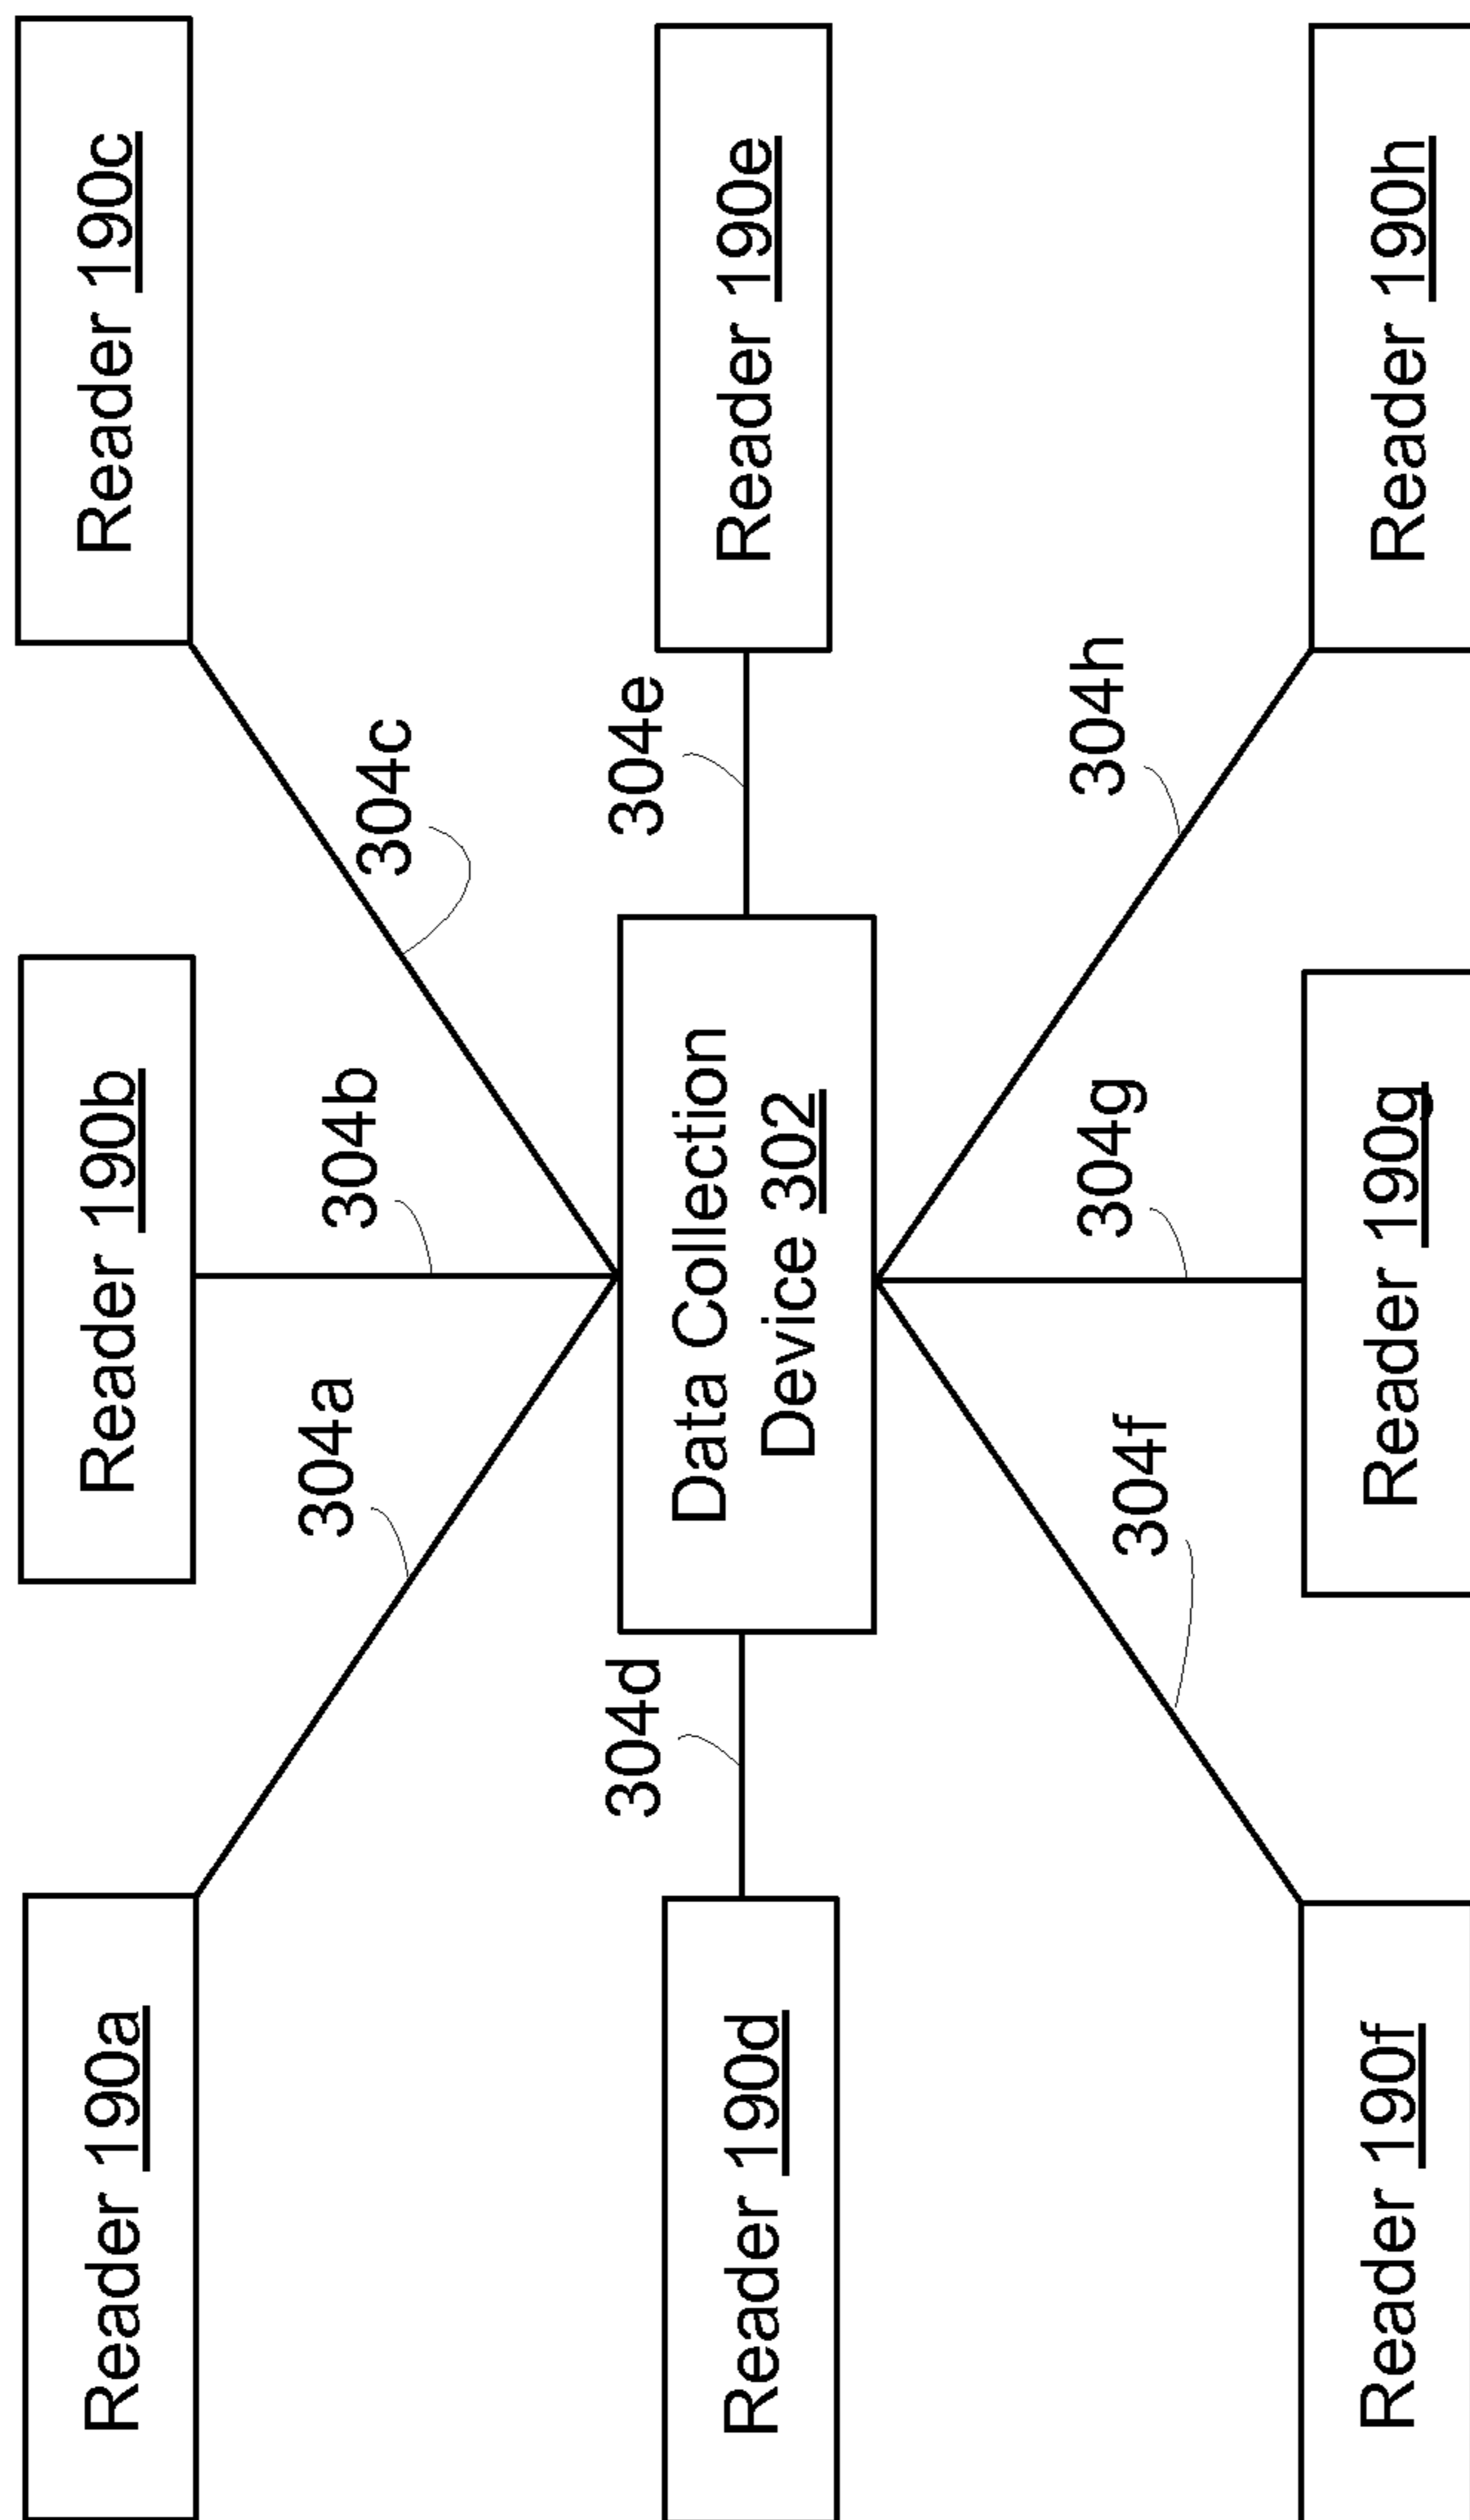 Reader 190a
Reader 190b
Reader 190c
304a
304b
304c
304d
304e
Reader 190d
Data Collection
Device 302
Reader 190e
304f
304g
304h
Reader 190f
Reader 190g
Reader 190h